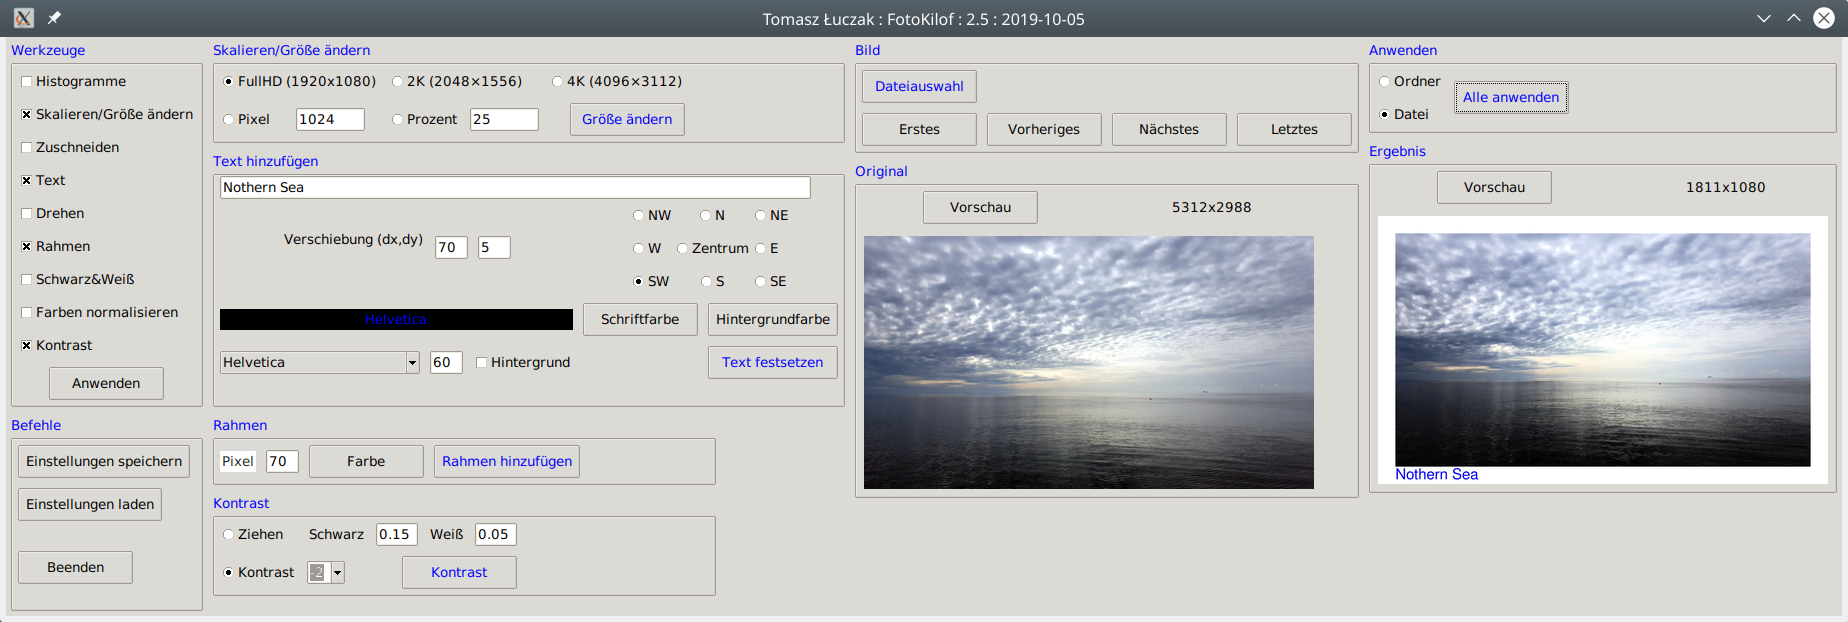 Tomasz Łuczak : FotoKilof : 2.5 : 2019-10-05
Werkzeuge
Histogramme
Skalieren/Größe ändern
Zuschneiden
Text
Drehen
Rahmen
Schwarz&Weiß
Farben normalisieren
Kontrast
Anwenden
Befehle
Einstellungen speichern
Einstellungen laden
Beenden
Skalieren/Größe ändern
FullHD (1920x1080) 2K (2048×1556) 4K (4096×3112)
Pixel 1024 Prozent 25 Größe ändern
Text hinzufügen
Nothern Sea
NW N NE
Verschiebung (dx,dy) 70 5
W Zentrum E
SW S SE
Helvetica Schriftfarbe Hintergrundfarbe
Helvetica 60 Hintergrund Text festsetzen
Rahmen
Pixel 70 Farbe Rahmen hinzufügen
Kontrast
Ziehen Schwarz 0.15 Weiß 0.05
Kontrast -2 Kontrast
Bild
Dateiauswahl
Erstes Vorheriges Nächstes Letztes
Original
Vorschau 5312x2988
Anwenden
Ordner
Alle anwenden
Datei
Ergebnis
Vorschau 1811x1080
Nothern Sea